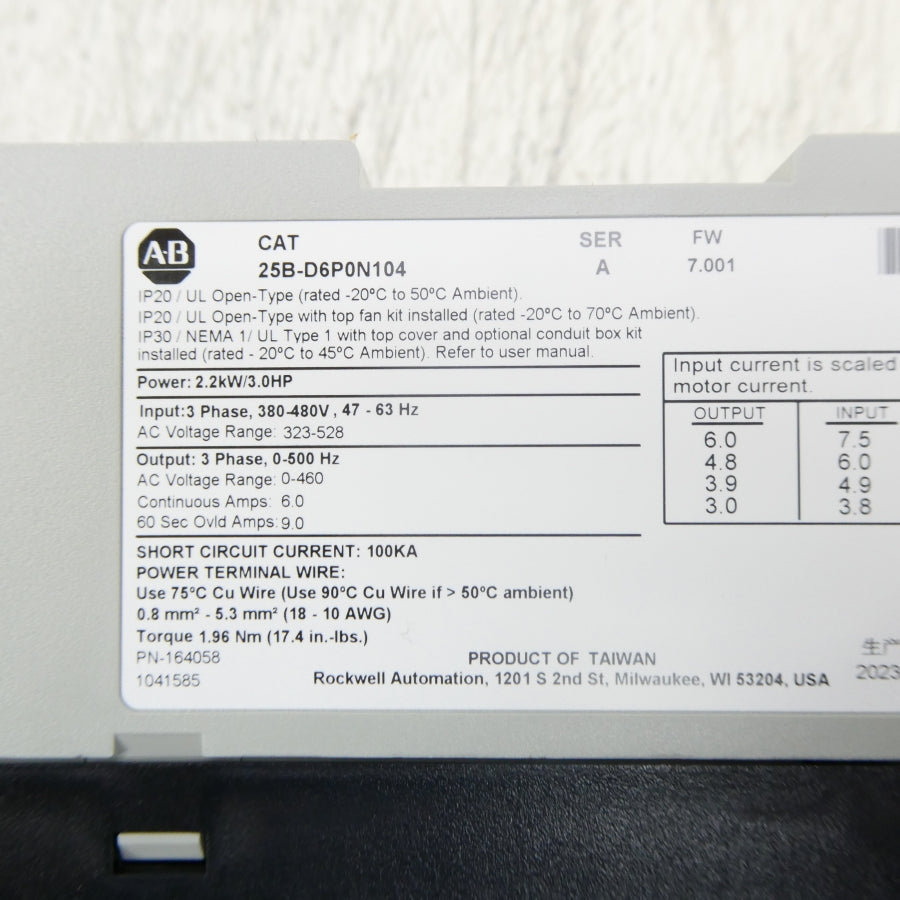 A-B
CAT SER FW
25B-D6P0N104 A 7.001
IP20 / UL Open-Type (rated -20°C to 50°C Ambient).
IP20 / UL Open-Type with top fan kit installed (rated -20°C to 70°C Ambient).
IP30 / NEMA 1/ UL Type 1 with top cover and optional conduit box kit
installed (rated - 20°C to 45°C Ambient). Refer to user manual.
Power: 2.2kW/3.0HP
Input:3 Phase, 380-480V , 47 - 63 Hz
AC Voltage Range: 323-528
Output: 3 Phase, 0-500 Hz
AC Voltage Range: 0-460
Continuous Amps: 6.0
60 Sec Ovld Amps:9.0
Input current is scaled
motor current.
OUTPUT INPUT
6.0 7.5
4.8 6.0
3.9 4.9
3.0 3.8
SHORT CIRCUIT CURRENT: 100KA
POWER TERMINAL WIRE:
Use 75°C Cu Wire (Use 90°C Cu Wire if > 50°C ambient)
0.8 mm² - 5.3 mm² (18 - 10 AWG)
Torque 1.96 Nm (17.4 in.-lbs.)
PN-164058 PRODUCT OF TAIWAN
1041585 Rockwell Automation, 1201 S 2nd St, Milwaukee, WI 53204, USA
生产
2023